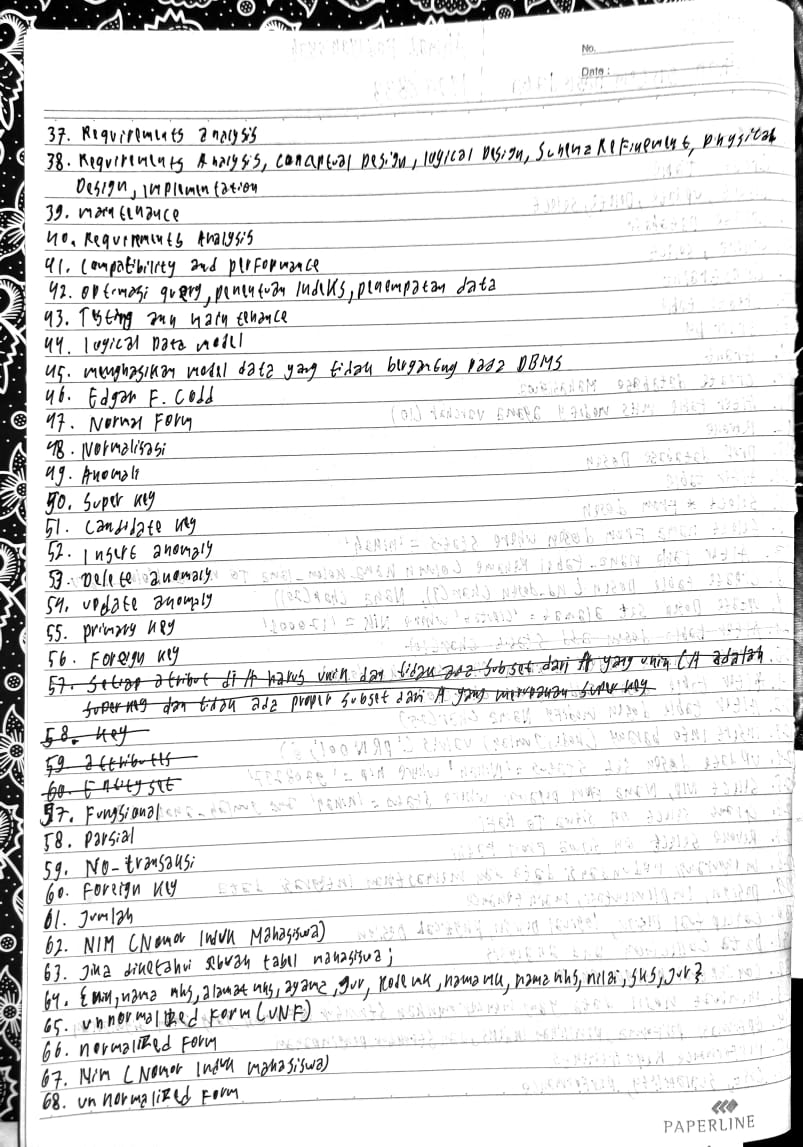 No.
Date :
37. Requirements analysis
38. Requirements Analysis, Conceptual Design, logical Design, Schema Refinement, physical
Design, implementation
39. maintenance
40. Requirements Analysis
41. Compatibility and performance
42. optimasi query, penentuan indeks, penempatan data
43. Testing and maintenance
44. logical Data model
45. menghasilkan model data yang tidak bergantung pada DBMS
46. Edgar F. Codd
47. Normal Form
48. Normalisasi
49. Anomali
50. Super key
51. Candidate key
52. Insert anomaly
53. Delete anomaly
54. update anomaly
55. primary key
56. Foreign key
57. Setiap atribut di A harus unik dan tidak ada subset dari A yang unik (A adalah
super key dan tidak ada proper subset dari A yang merupakan super key
58. key
59. attributes
60. Entity set
57. Fungsional
58. parsial
59. No-transaksi
60. Foreign key
61. Jumlah
62. NIM (Nomor Induk Mahasiswa)
63. Jika diketahui sebuah tabel mahasiswa;
64. {nim, nama mhs, alamat mhs, jur, kode mk, nama mk, nama mhs, nilai, sks, jur}
65. unnormalized Form (UNF)
66. normalized Form
67. Nim (Nomor Induk mahasiswa)
68. un normalized Form
PAPERLINE